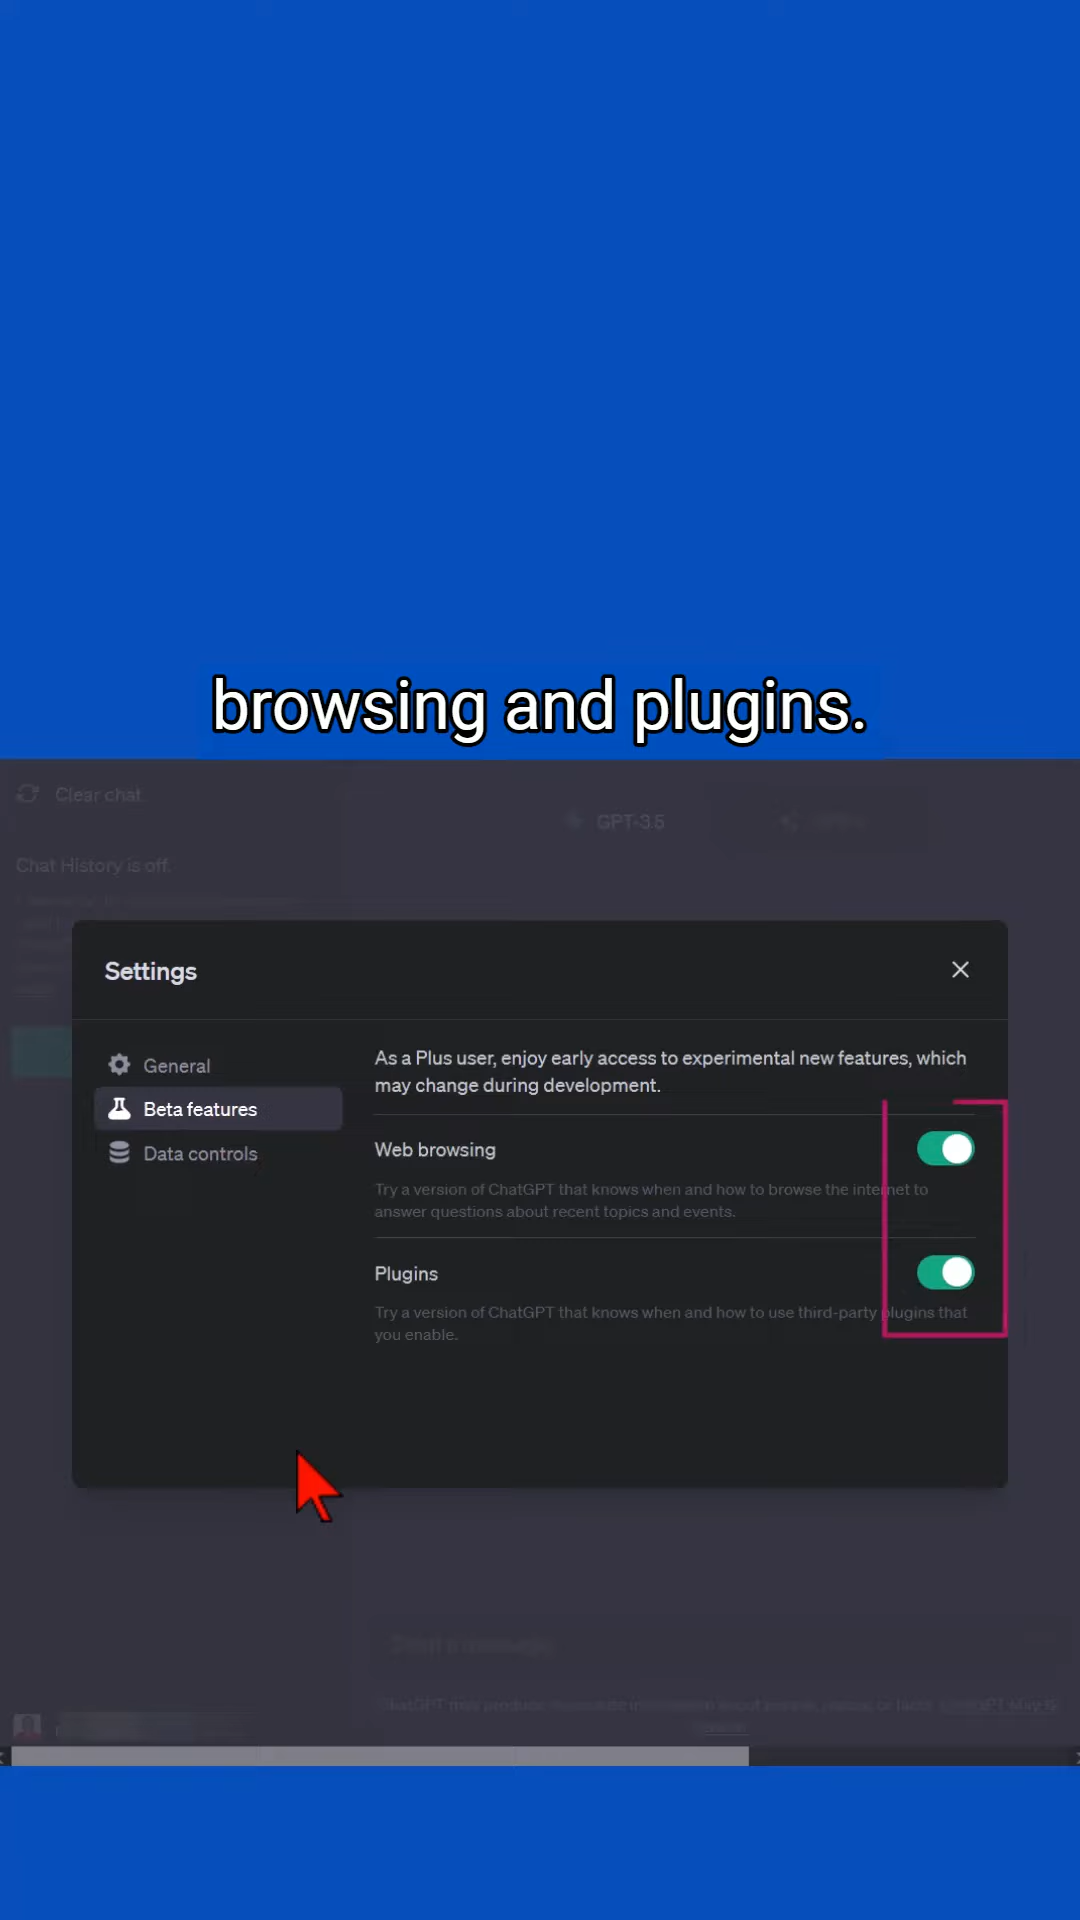 browsing and plugins.
Clear chat
GPT-3.5
Chat History is off.
Settings
General
Beta features
Data controls
As a Plus user, enjoy early access to experimental new features, which
may change during development.
Web browsing
Try a version of ChatGPT that knows when and how to browse the internet to
answer questions about recent topics and events.
Plugins
Try a version of ChatGPT that knows when and how to use third-party plugins that
you enable.